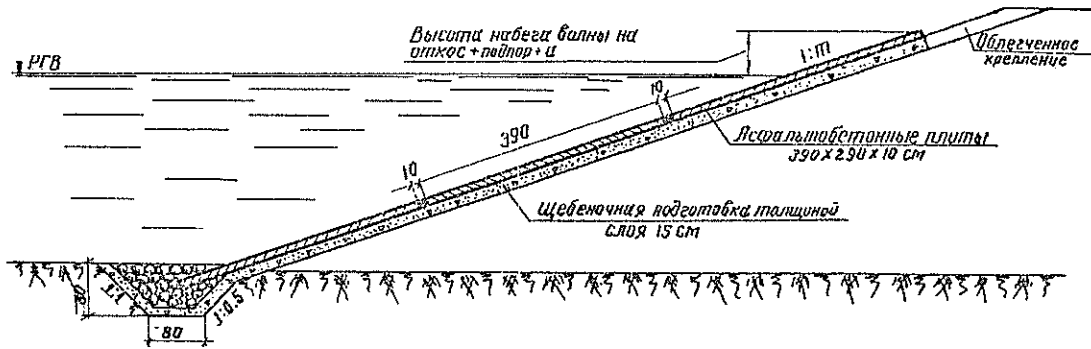 Высота набега волны на
откос + подпор + а
1:m
Облегченное
крепление
РГВ
10
390
10
Асфальтобетонные плиты
390 х 290 х 10 см
Щебеночная подготовка толщиной
слоя 15 см
1:1
1:0.5
80